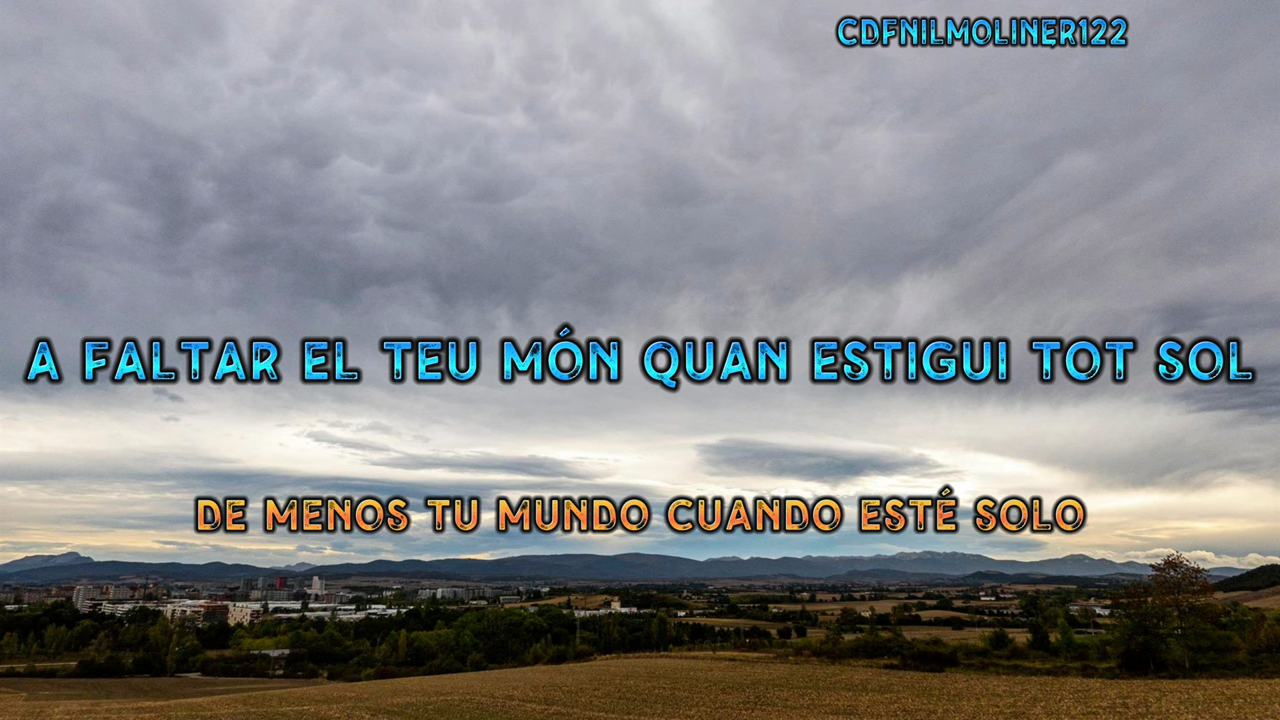 CDFNILMOLINER122
A FALTAR EL TEU MÓN QUAN ESTIGUI TOT SOL
DE MENOS TU MUNDO CUANDO ESTÉ SOLO